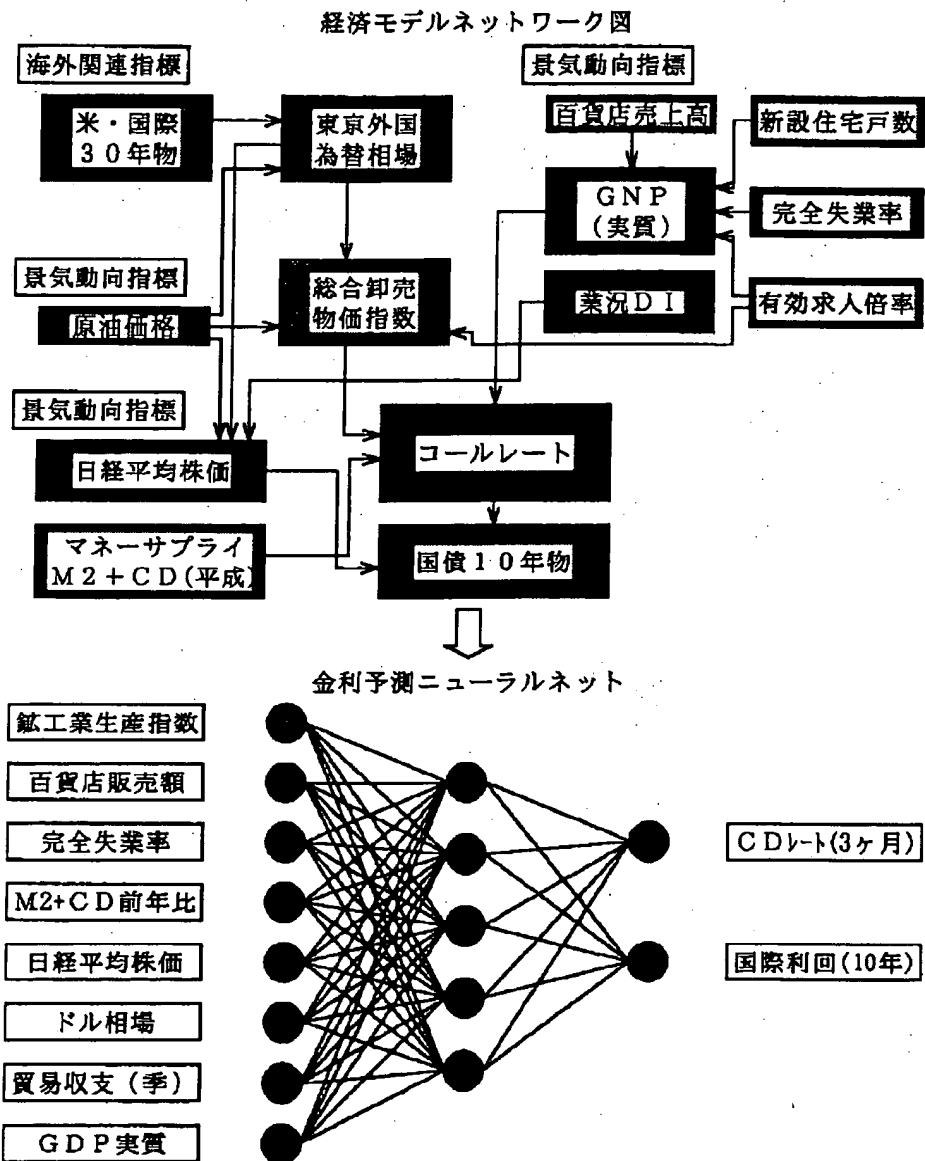 経済モデルネットワーク図
海外関連指標
景気動向指標
米・国際
30年物
東京外国
為替相場
百貨店売上高
新設住宅戸数
GNP
(実質)
完全失業率
景気動向指標
総合卸売
物価指数
業況DI
有効求人倍率
原油価格
景気動向指標
日経平均株価
コールレート
マネーサプライ
M2+CD(平成)
国債10年物
金利予測ニューラルネット
鉱工業生産指数
百貨店販売額
完全失業率
M2+CD前年比
日経平均株価
ドル相場
貿易収支(季)
GDP実質
CDレート(3ヶ月)
国際利回(10年)